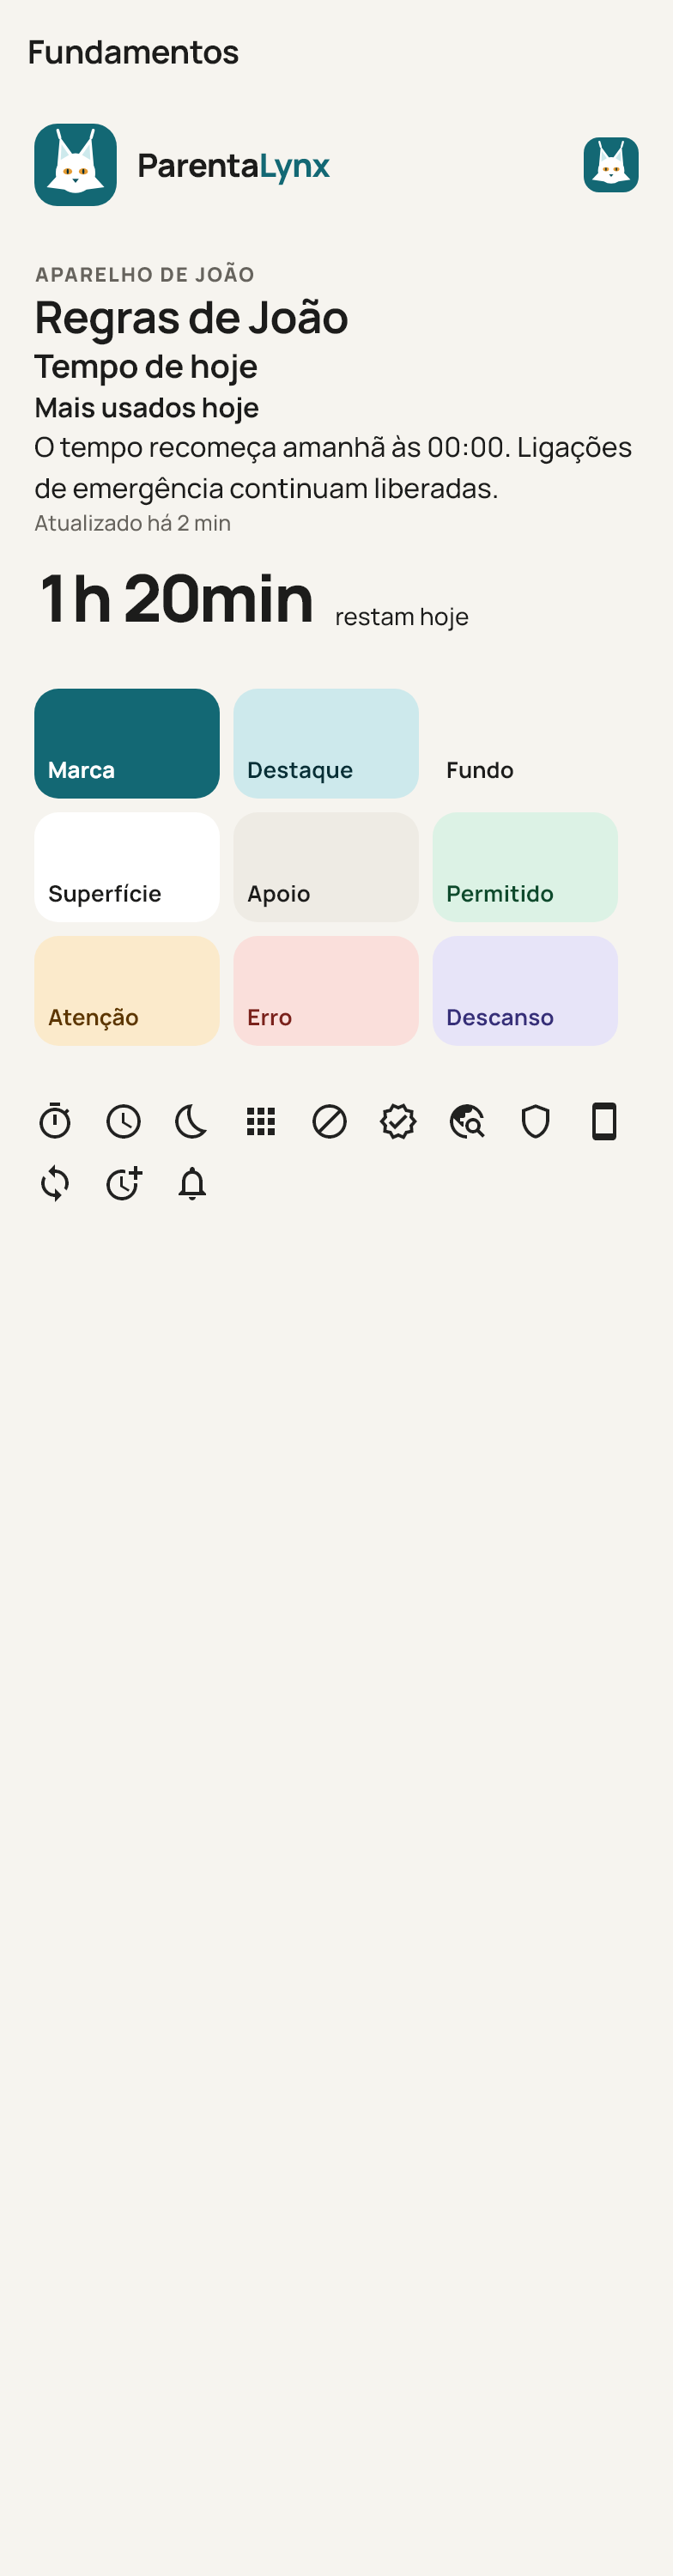 Fundamentos
ParentaLynx
APARELHO DE JOÃO
Regras de João
Tempo de hoje
Mais usados hoje
O tempo recomeça amanhã às 00:00. Ligações
de emergência continuam liberadas.
Atualizado há 2 min
1h 20min restam hoje
Marca Destaque Fundo
Superfície Apoio Permitido
Atenção Erro Descanso